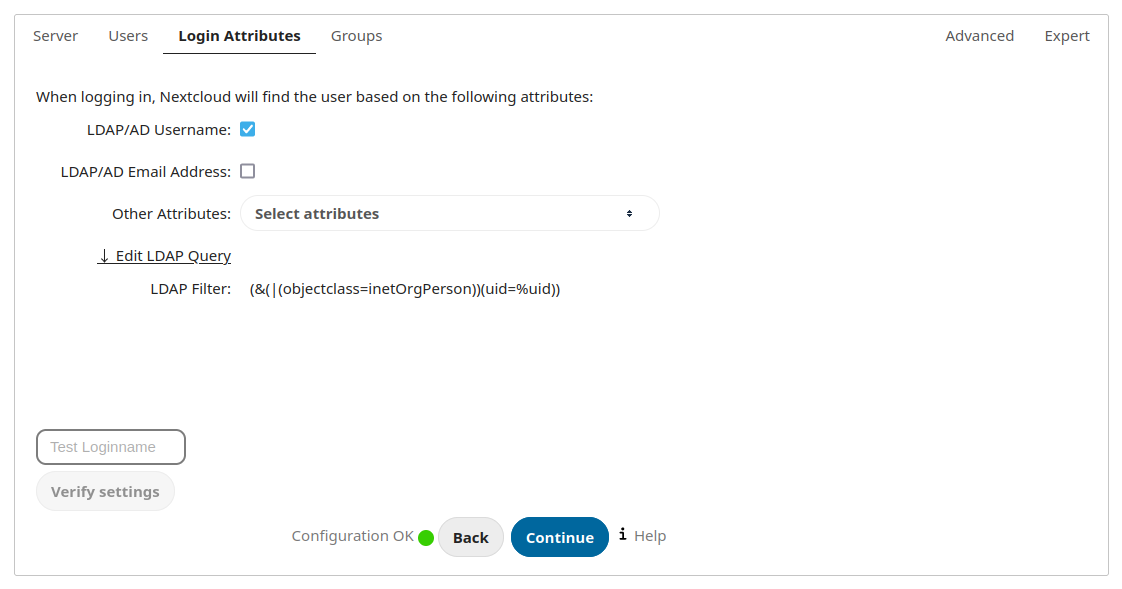 Server Users Login Attributes Groups Advanced Expert
When logging in, Nextcloud will find the user based on the following attributes:
LDAP/AD Username:
LDAP/AD Email Address:
Other Attributes: Select attributes
↓ Edit LDAP Query
LDAP Filter: (&(|(objectclass=inetOrgPerson))(uid=%uid))
Test Loginname
Verify settings
Configuration OK Back Continue i Help